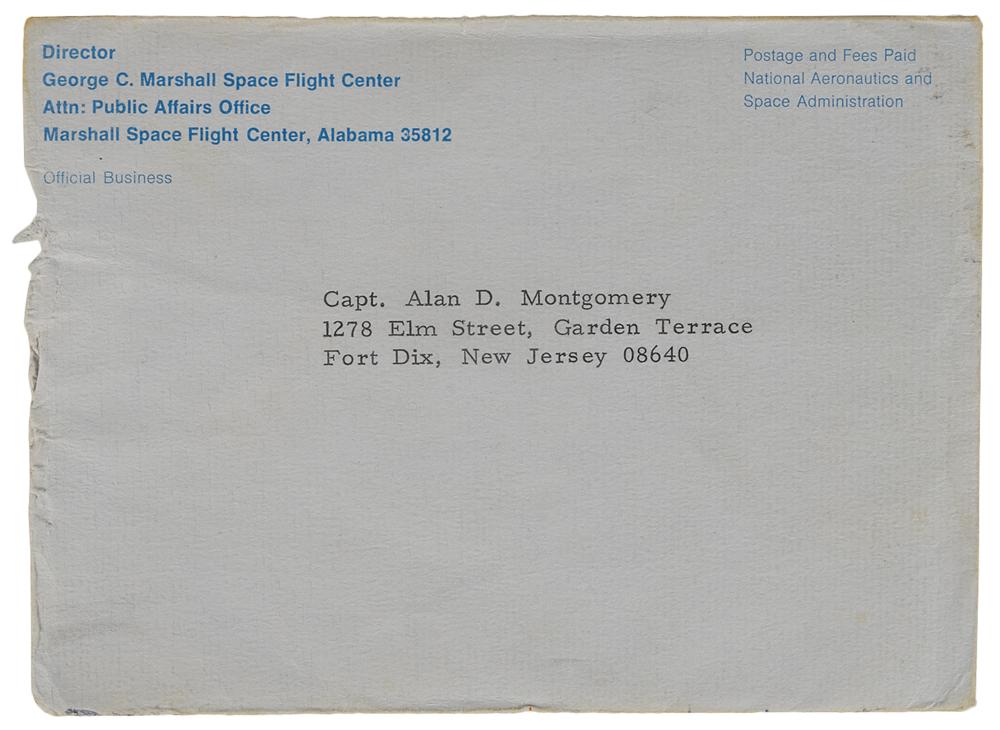 Director
George C. Marshall Space Flight Center
Attn: Public Affairs Office
Marshall Space Flight Center, Alabama 35812
Official Business
Postage and Fees Paid
National Aeronautics and
Space Administration
Capt. Alan D. Montgomery
1278 Elm Street, Garden Terrace
Fort Dix, New Jersey 08640